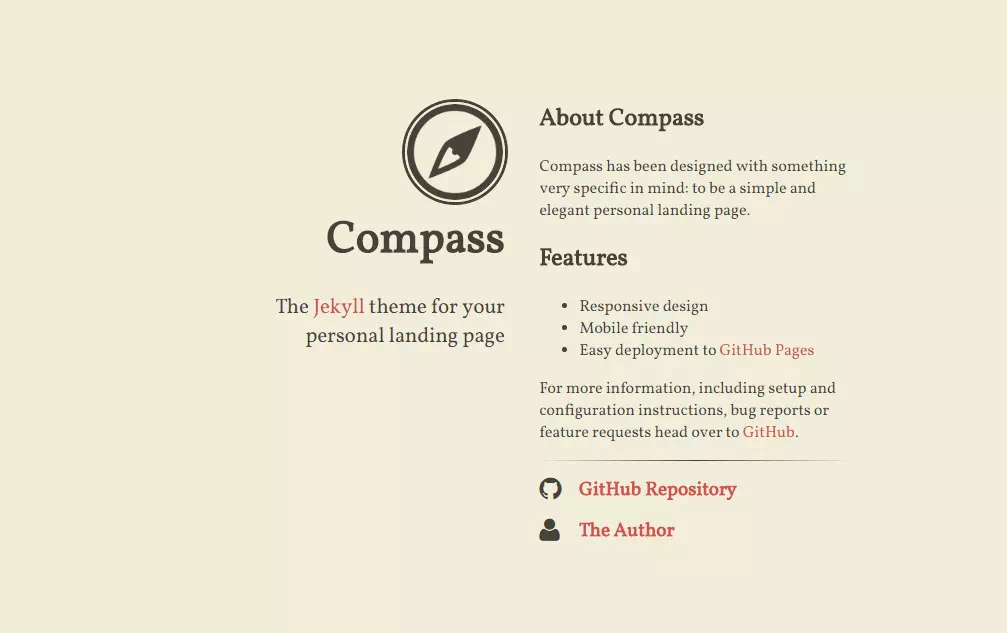 Compass
The Jekyll theme for your
personal landing page
About Compass
Compass has been designed with something
very specific in mind: to be a simple and
elegant personal landing page.
Features
Responsive design
Mobile friendly
Easy deployment to GitHub Pages
For more information, including setup and
configuration instructions, bug reports or
feature requests head over to GitHub.
GitHub Repository
The Author